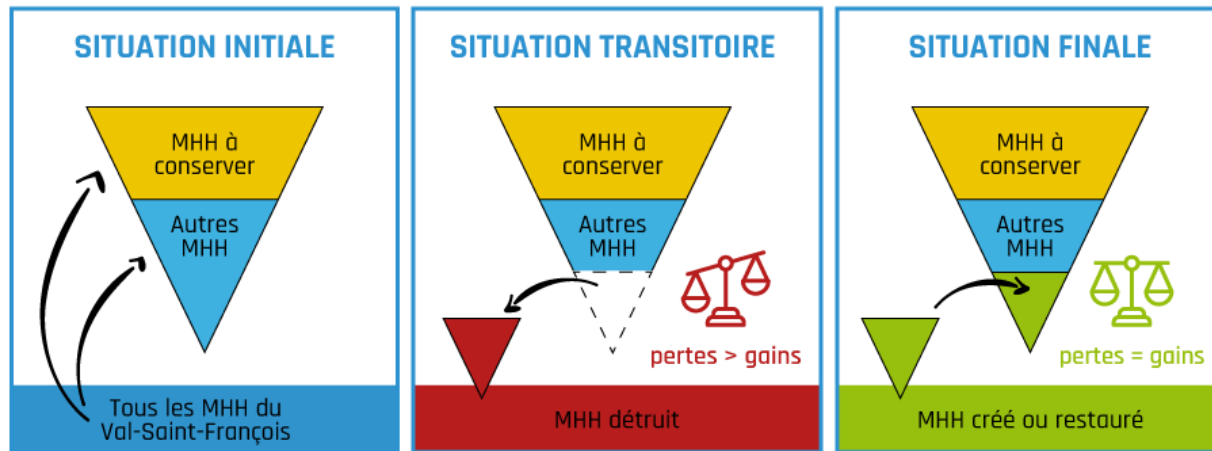 SITUATION INITIALE
MHH à
conserver
Autres
MHH
Tous les MHH du
Val-Saint-François
SITUATION TRANSITOIRE
MHH à
conserver
Autres
MHH
pertes > gains
MHH détruit
SITUATION FINALE
MHH à
conserver
Autres
MHH
pertes = gains
MHH créé ou restauré